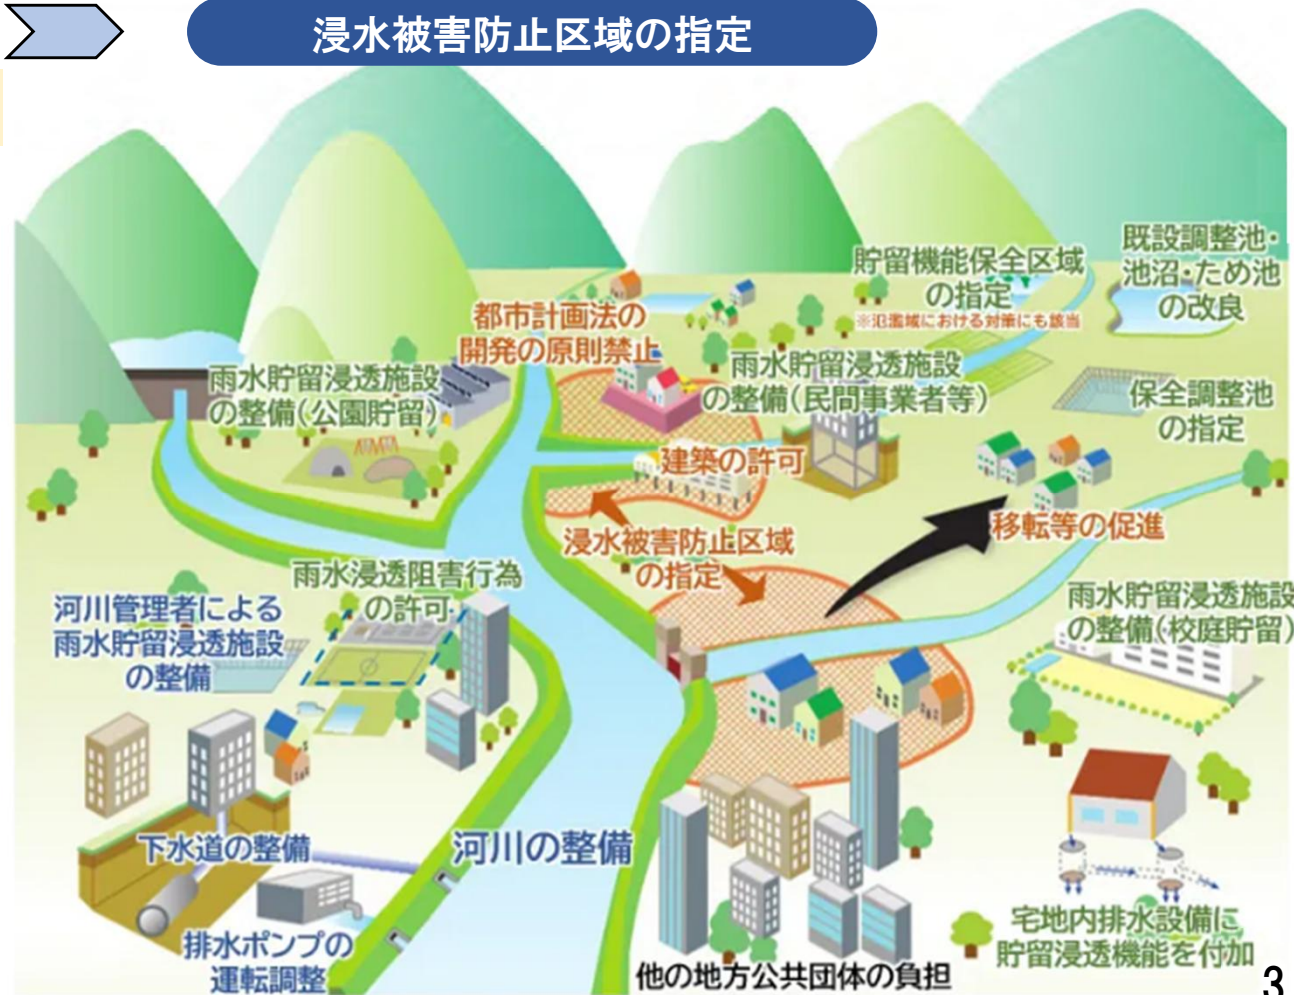 浸水被害防止区域の指定
貯留機能保全区域
の指定
※氾濫域における対策にも該当
既設調整池・
池沼・ため池
の改良
都市計画法の
開発の原則禁止
雨水貯留浸透施設
の整備(公園貯留)
雨水貯留浸透施設
の整備(民間事業者等)
保全調整池
の指定
建築の許可
浸水被害防止区域
の指定
移転等の促進
雨水浸透阻害行為
の許可
河川管理者による
雨水貯留浸透施設
の整備
雨水貯留浸透施設
の整備(校庭貯留)
下水道の整備
河川の整備
排水ポンプの
運転調整
他の地方公共団体の負担
宅地内排水設備に
貯留浸透機能を付加
3